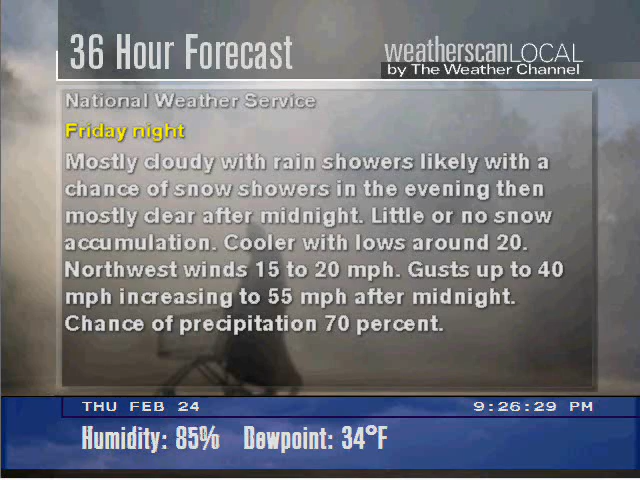 36 Hour Forecast
weatherscanLOCAL
by The Weather Channel
National Weather Service
Friday night
Mostly cloudy with rain showers likely with a
chance of snow showers in the evening then
mostly clear after midnight. Little or no snow
accumulation. Cooler with lows around 20.
Northwest winds 15 to 20 mph. Gusts up to 40
mph increasing to 55 mph after midnight.
Chance of precipitation 70 percent.
THU FEB 24 9:26:29 PM
Humidity: 85% Dewpoint: 34°F